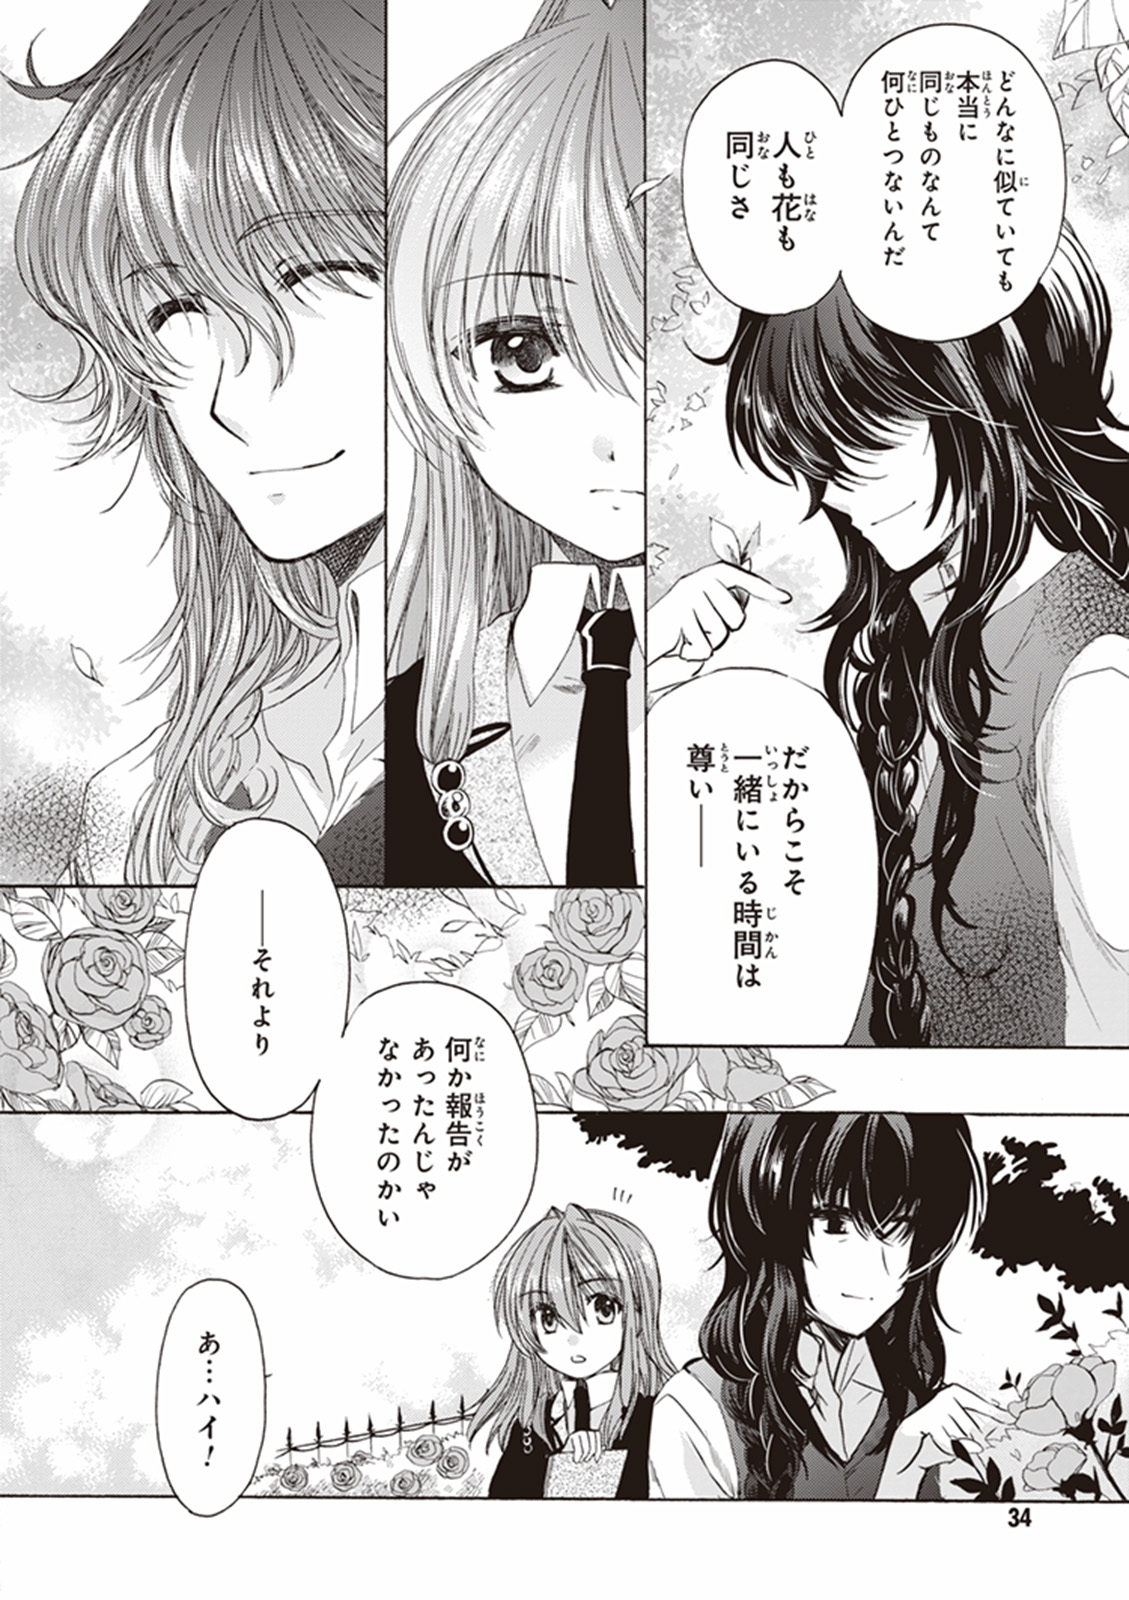 どんなに似ていても
本当に
同じものなんて
何ひとつないんだ
人も花も
同じさ
だからこそ
一緒にいる時間は
尊い――
――それより
何か報告が
あったんじゃ
なかったのかい
あ…ハイ！
34